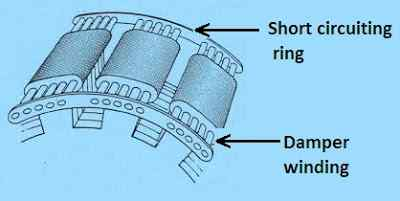 Short circuiting
ring
Damper
winding